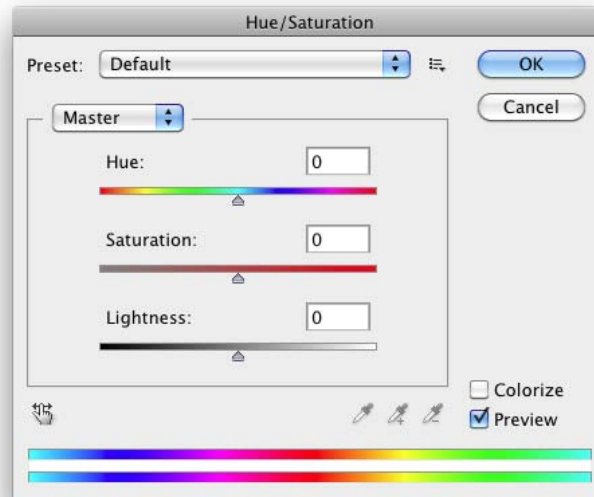 Hue/Saturation
Preset: Default
OK
Cancel
Master
Hue: 0
Saturation: 0
Lightness: 0
Colorize
Preview